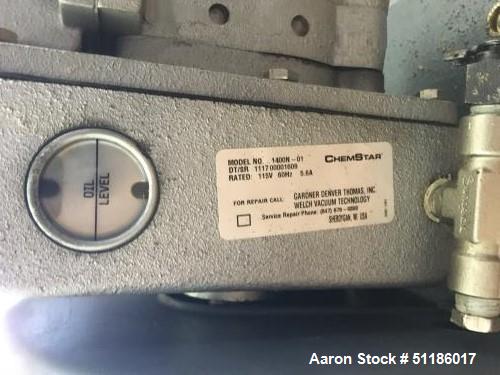 OIL
LEVEL
MODEL NO. 1400N-01 CHEMSTAR
DT/SR 111700001609
RATED: 115V 60Hz 5.6A
FOR REPAIR CALL: GARDNER DENVER THOMAS, INC.
WELCH VACUUM TECHNOLOGY
Service Repair Phone: (847) 676-8800
SHEBOYGAN, WI. USA
Aaron Stock # 51186017